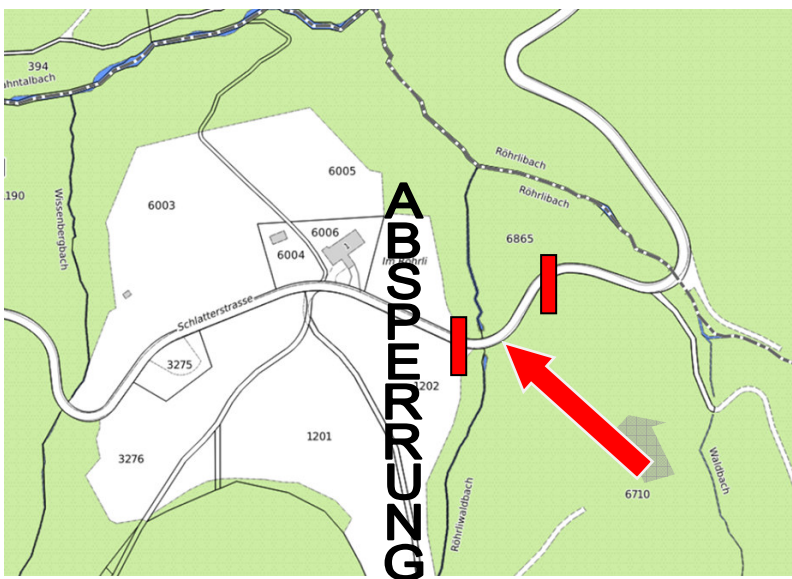 394
ahntalbach
Röhrlibach
Röhrlibach
6005
190
Wissenbergbach
6003
6006
6865
6004
1
Im Röhrli
Schlatterstrasse
3275
1202
1201
3276
6710
Waldbach
Röhrliwaldbach
ABSPERRUNG